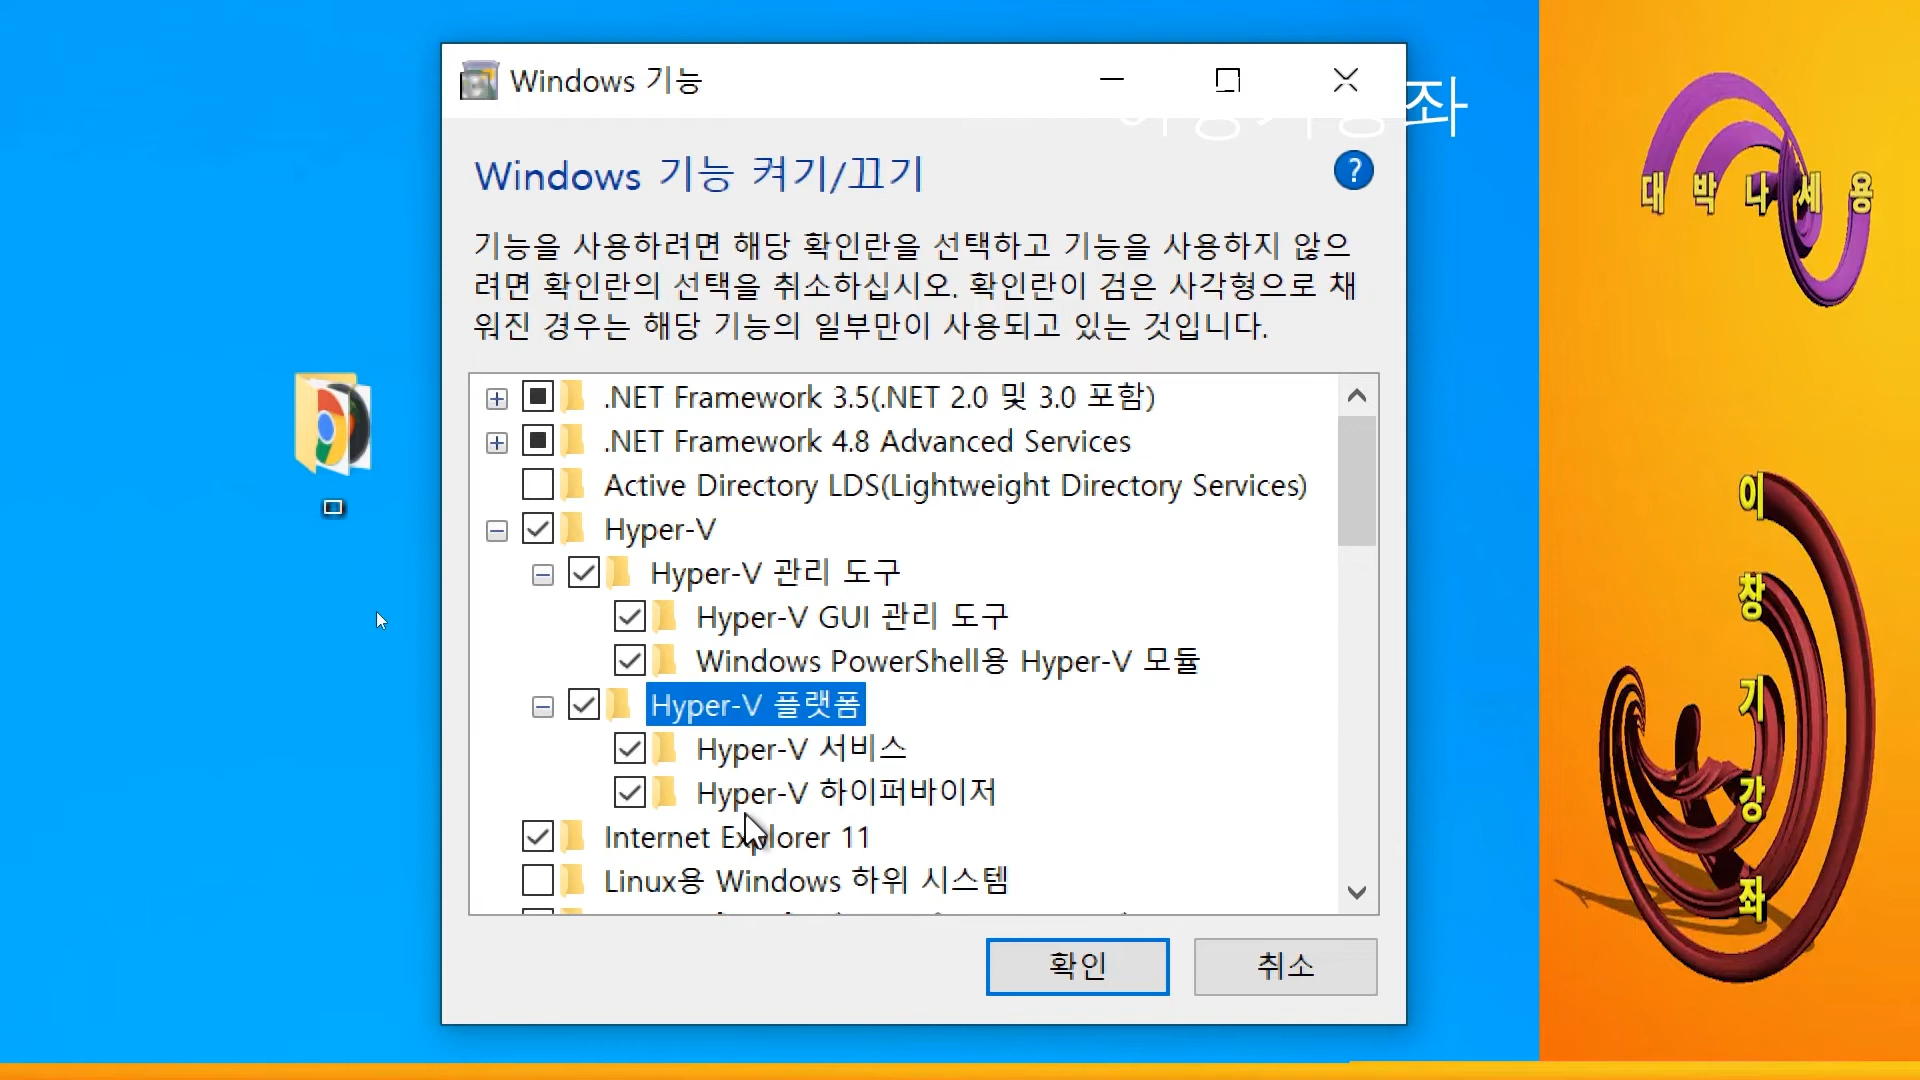 Windows 기능
좌
Windows 기능 켜기/끄기
?
기능을 사용하려면 해당 확인란을 선택하고 기능을 사용하지 않으
려면 확인란의 선택을 취소하십시오. 확인란이 검은 사각형으로 채
워진 경우는 해당 기능의 일부만이 사용되고 있는 것입니다.
.NET Framework 3.5(.NET 2.0 및 3.0 포함)
.NET Framework 4.8 Advanced Services
Active Directory LDS(Lightweight Directory Services)
Hyper-V
Hyper-V 관리 도구
Hyper-V GUI 관리 도구
Windows PowerShell용 Hyper-V 모듈
Hyper-V 플랫폼
Hyper-V 서비스
Hyper-V 하이퍼바이저
Internet Explorer 11
Linux용 Windows 하위 시스템
확인
취소
대박나세용
이창기강좌